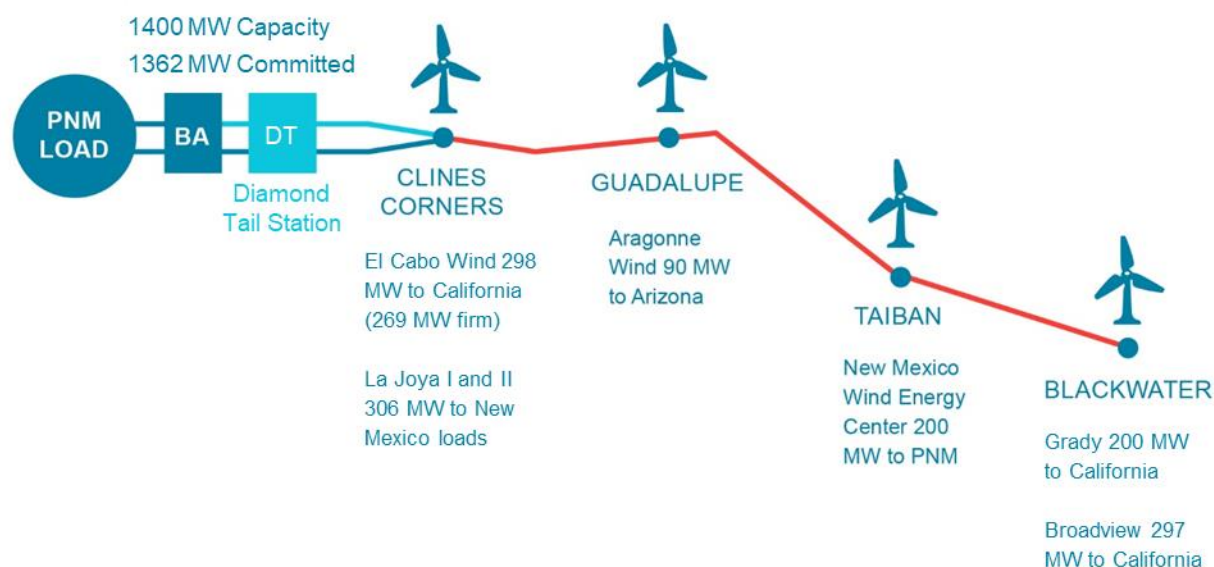 1400 MW Capacity
1362 MW Committed
PNM
LOAD
BA
DT
Diamond
Tail Station
CLINES
CORNERS
El Cabo Wind 298
MW to California
(269 MW firm)
La Joya I and II
306 MW to New
Mexico loads
GUADALUPE
Aragonne
Wind 90 MW
to Arizona
TAIBAN
New Mexico
Wind Energy
Center 200
MW to PNM
BLACKWATER
Grady 200 MW
to California
Broadview 297
MW to California